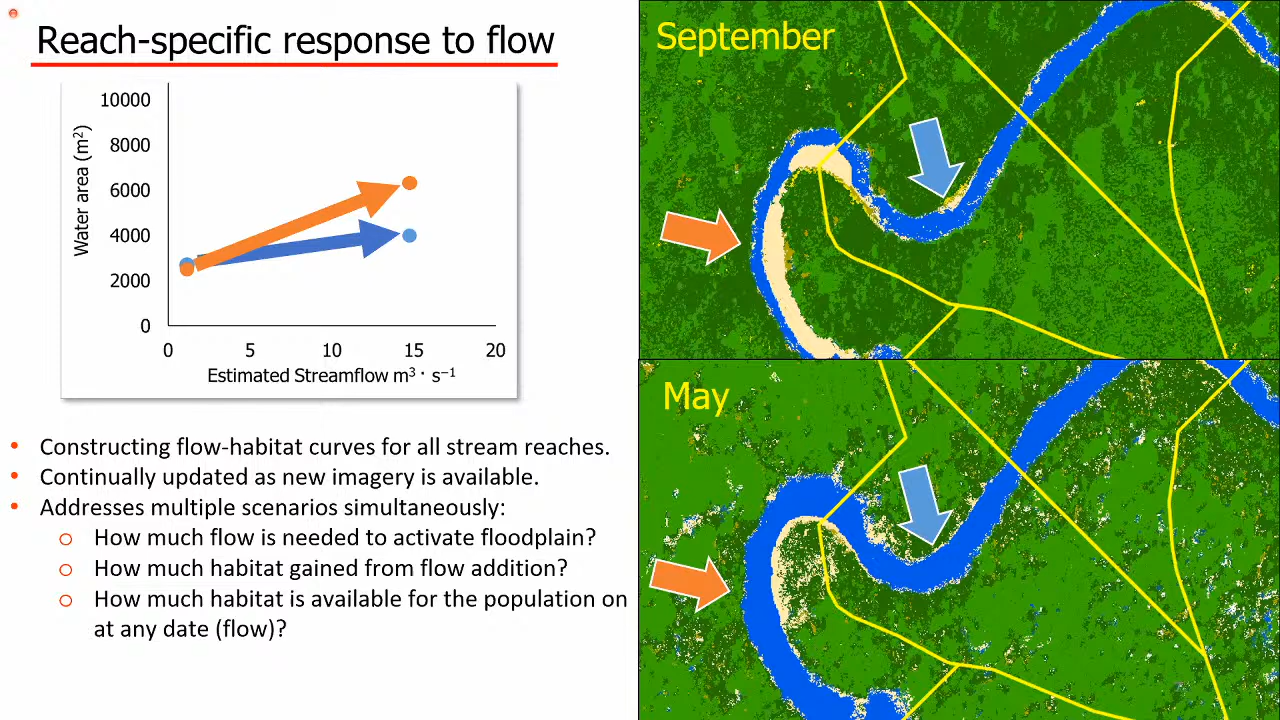 Reach-specific response to flow
Water area (m²)
10000
8000
6000
4000
2000
0
0 5 10 15 20
Estimated Streamflow m³ · s⁻¹
• Constructing flow-habitat curves for all stream reaches.
• Continually updated as new imagery is available.
• Addresses multiple scenarios simultaneously:
o How much flow is needed to activate floodplain?
o How much habitat gained from flow addition?
o How much habitat is available for the population on
at any date (flow)?
September
May